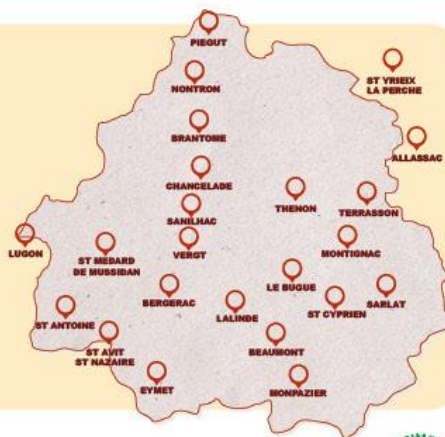 PIEGUT
NONTRON
ST YRIEIX
LA PERCHE
BRANTOME
ALLASSAC
CHANCELADE
THENON
TERRASSON
SANILHAC
LUGON
ST MEDARD
DE MUSSIDAN
VERGT
MONTIGNAC
BERGERAC
LE BUGUE
ST ANTOINE
LALINDE
ST CYPRIEN
SARLAT
ST AVIT
ST NAZAIRE
BEAUMONT
EYMET
MONPAZIER